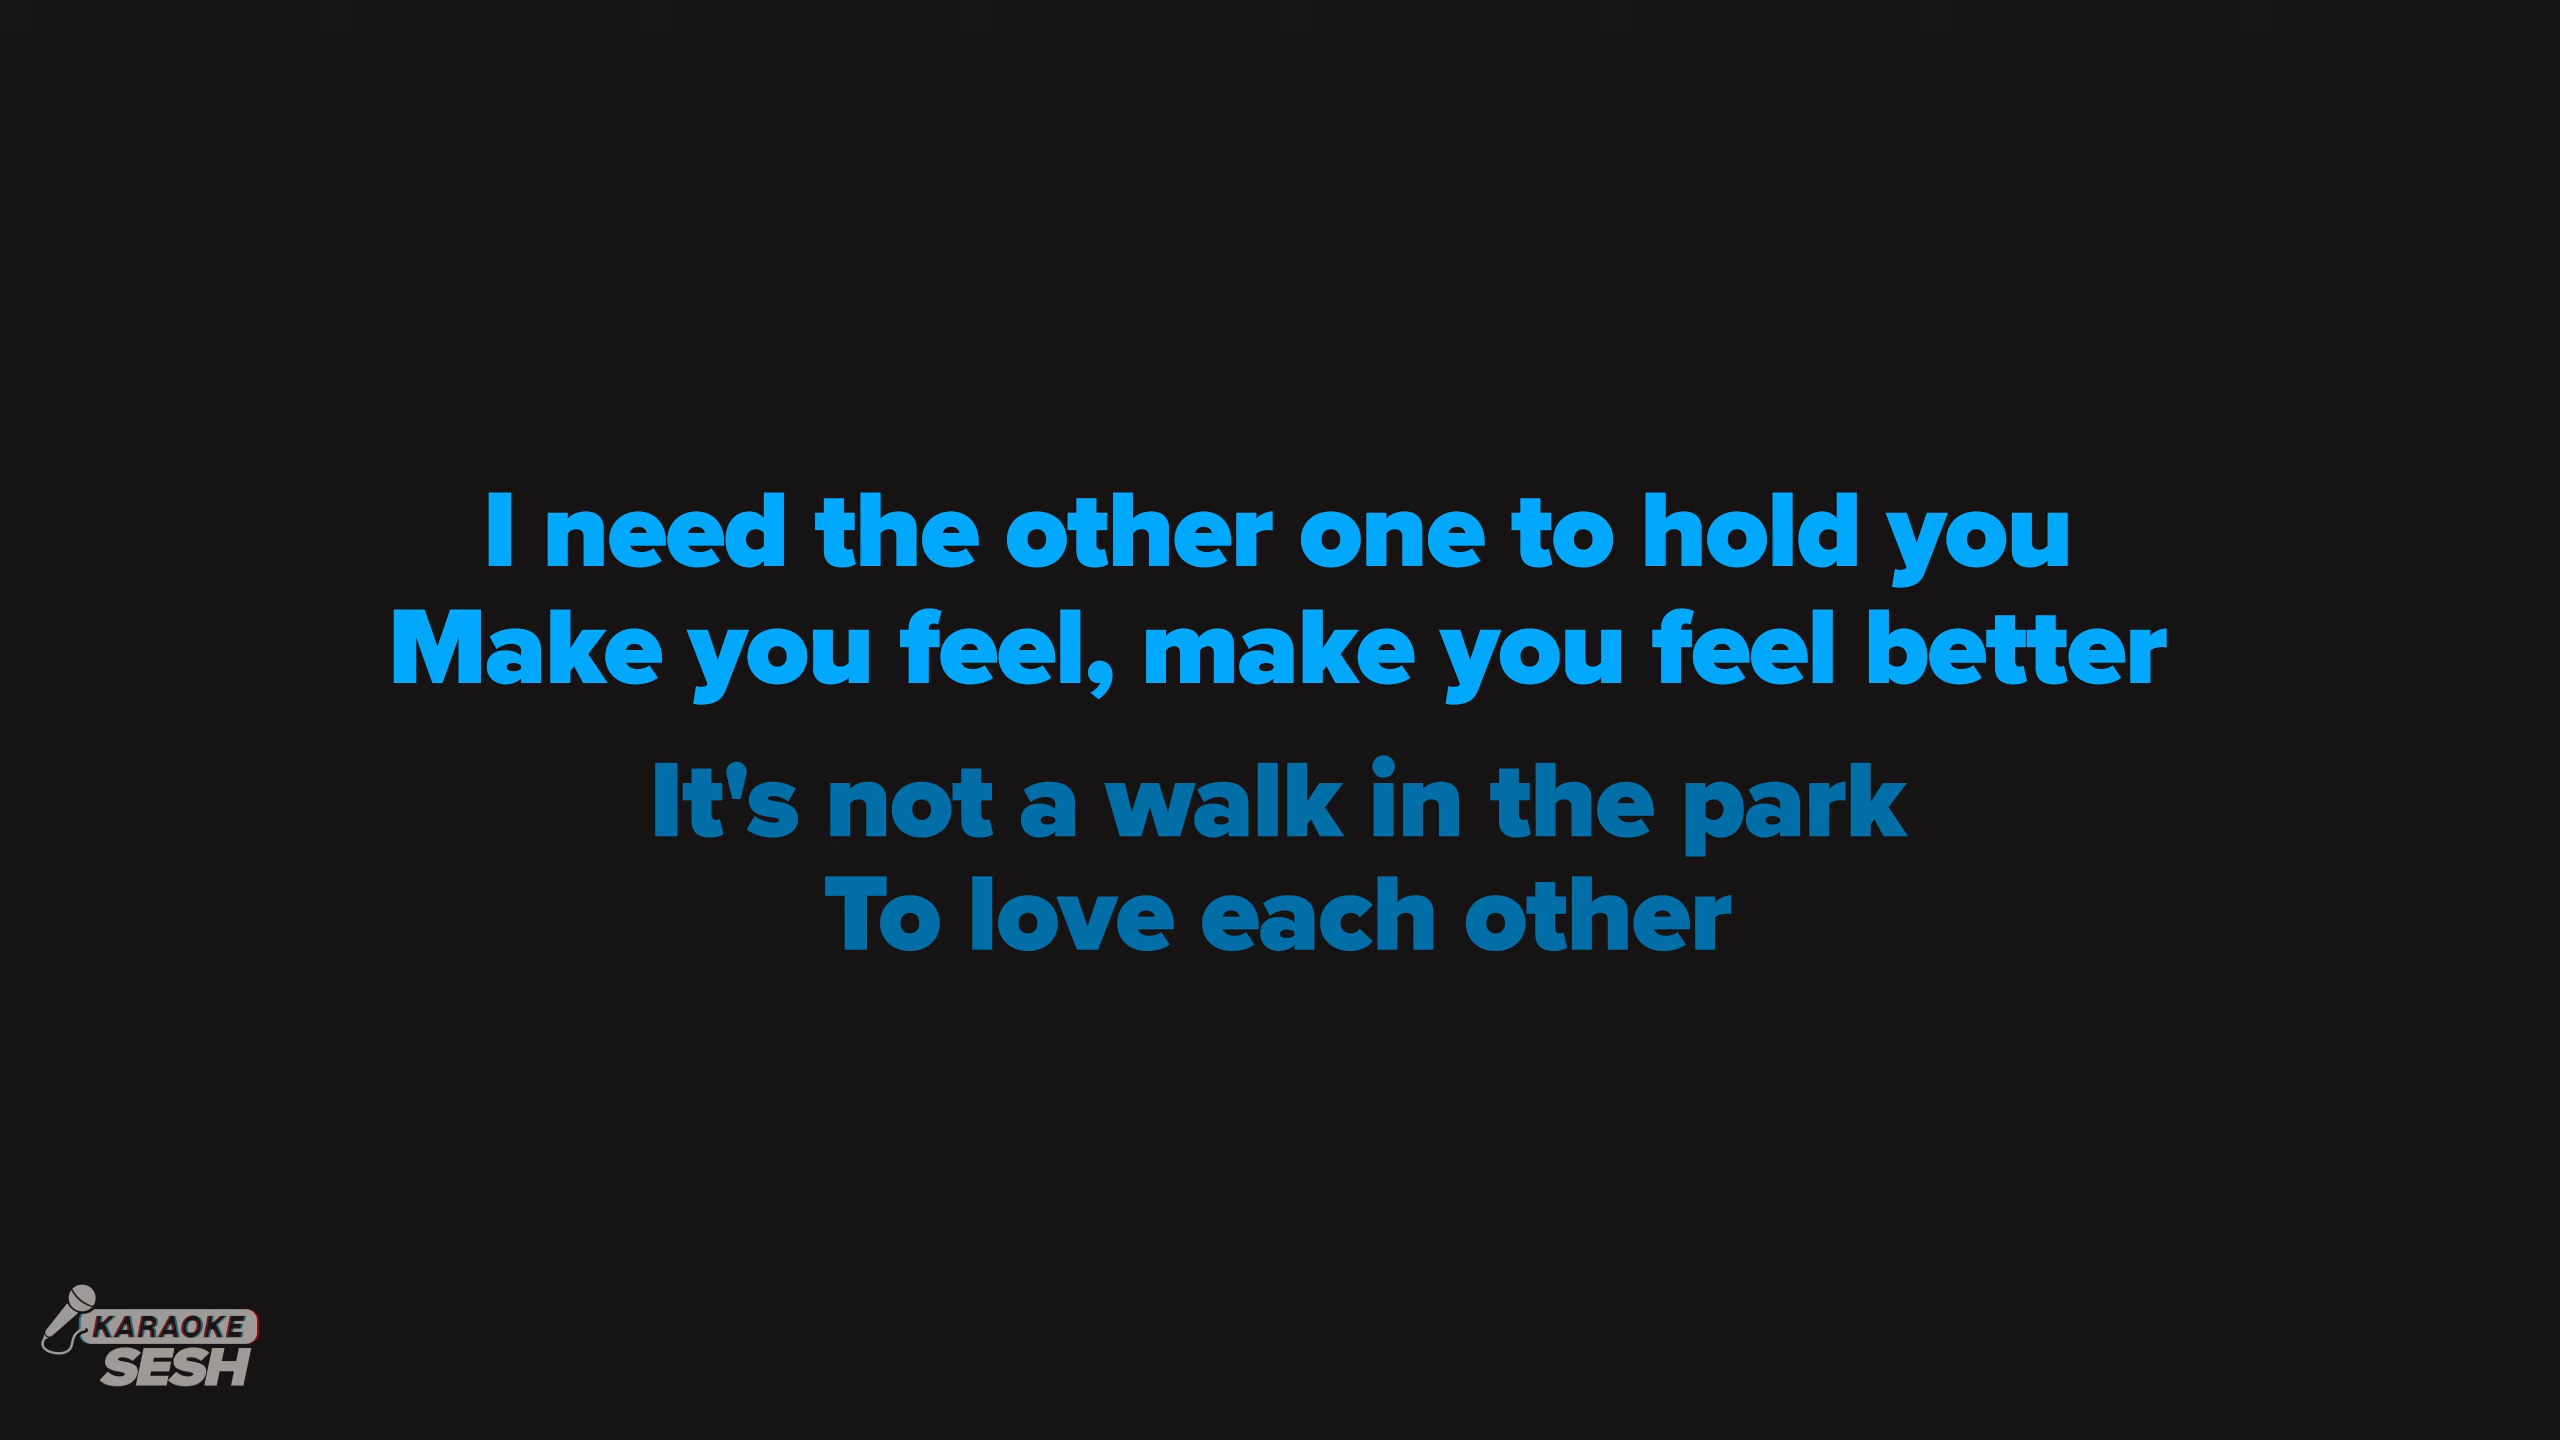 I need the other one to hold you
Make you feel, make you feel better
It's not a walk in the park
To love each other
KARAOKE
SESH